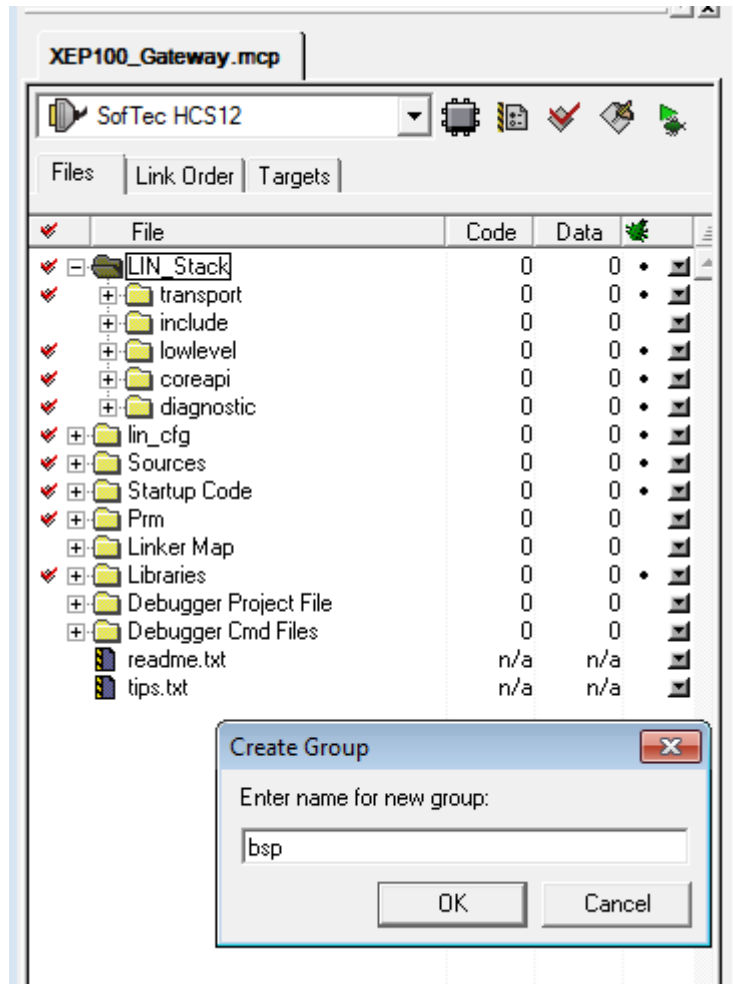 XEP100_Gateway.mcp
SofTec HCS12
Files Link Order Targets
File Code Data
LIN_Stack 0 0
transport 0 0
include 0 0
lowlevel 0 0
coreapi 0 0
diagnostic 0 0
lin_cfg 0 0
Sources 0 0
Startup Code 0 0
Prm 0 0
Linker Map 0 0
Libraries 0 0
Debugger Project File 0 0
Debugger Cmd Files 0 0
readme.txt n/a n/a
tips.txt n/a n/a
Create Group
Enter name for new group:
bsp
OK Cancel